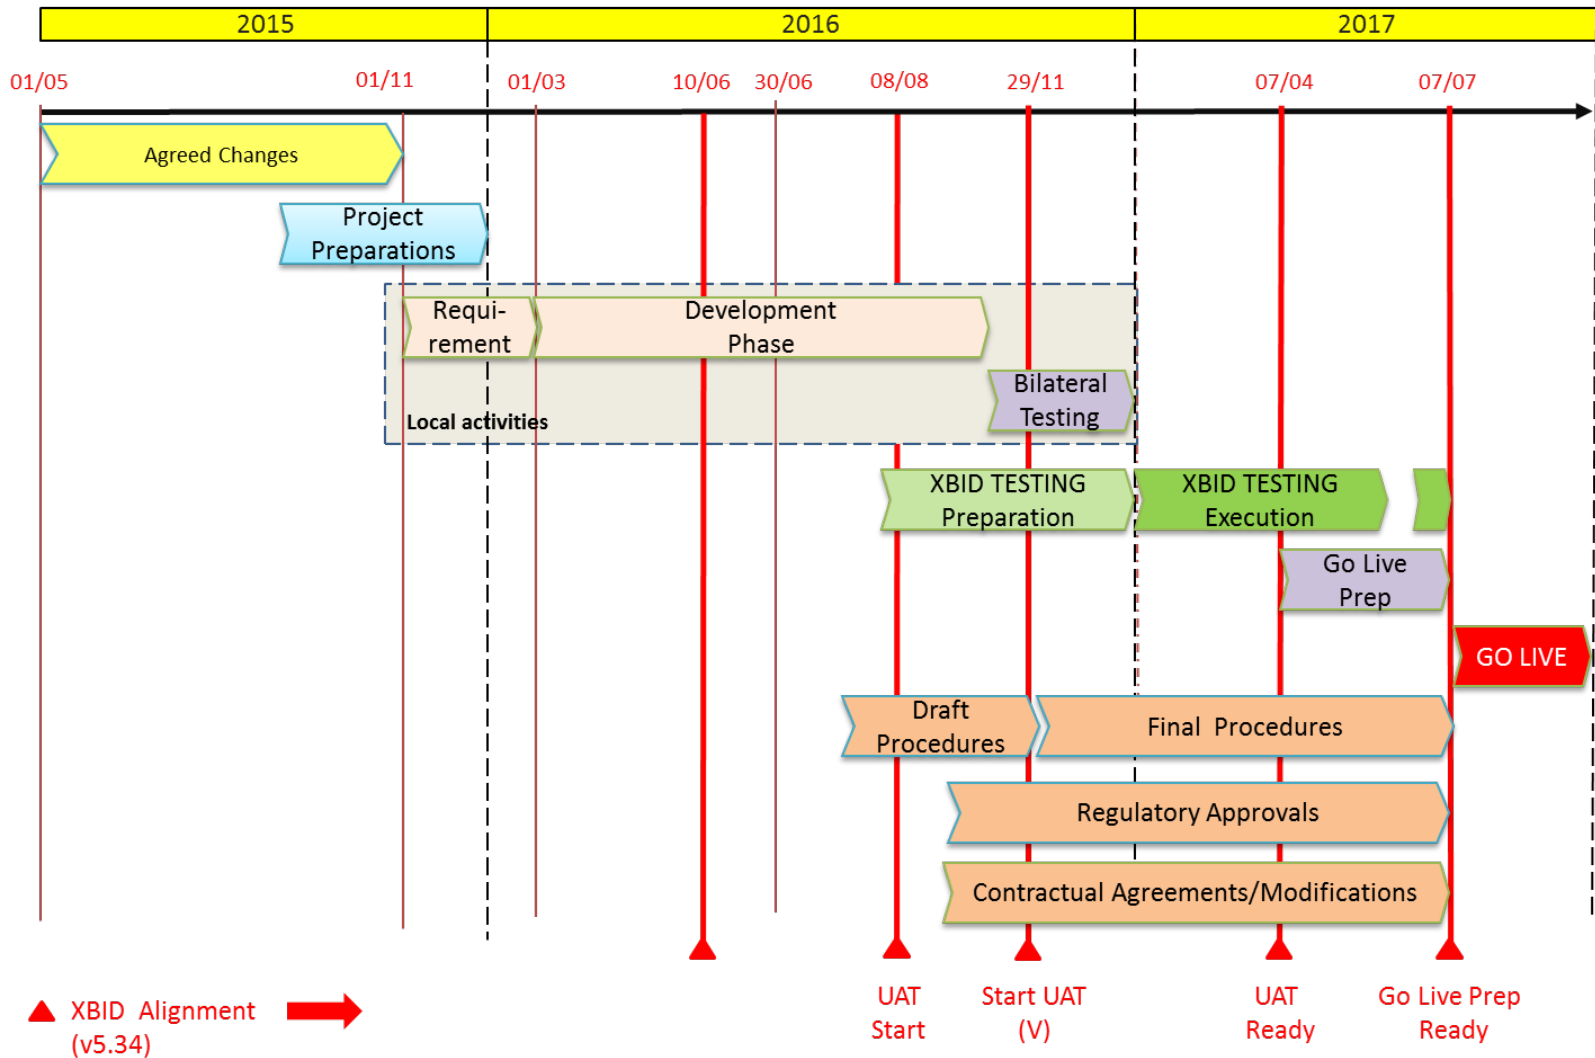 2015
2016
2017
01/05
01/11
01/03
10/06
30/06
08/08
29/11
07/04
07/07
Agreed Changes
Project
Preparations
Requi-
rement
Development
Phase
Bilateral
Testing
Local activities
XBID TESTING
Preparation
XBID TESTING
Execution
Go Live
Prep
GO LIVE
Draft
Procedures
Final Procedures
Regulatory Approvals
Contractual Agreements/Modifications
UAT
Start
Start UAT
(V)
UAT
Ready
Go Live Prep
Ready
XBID Alignment
(v5.34)